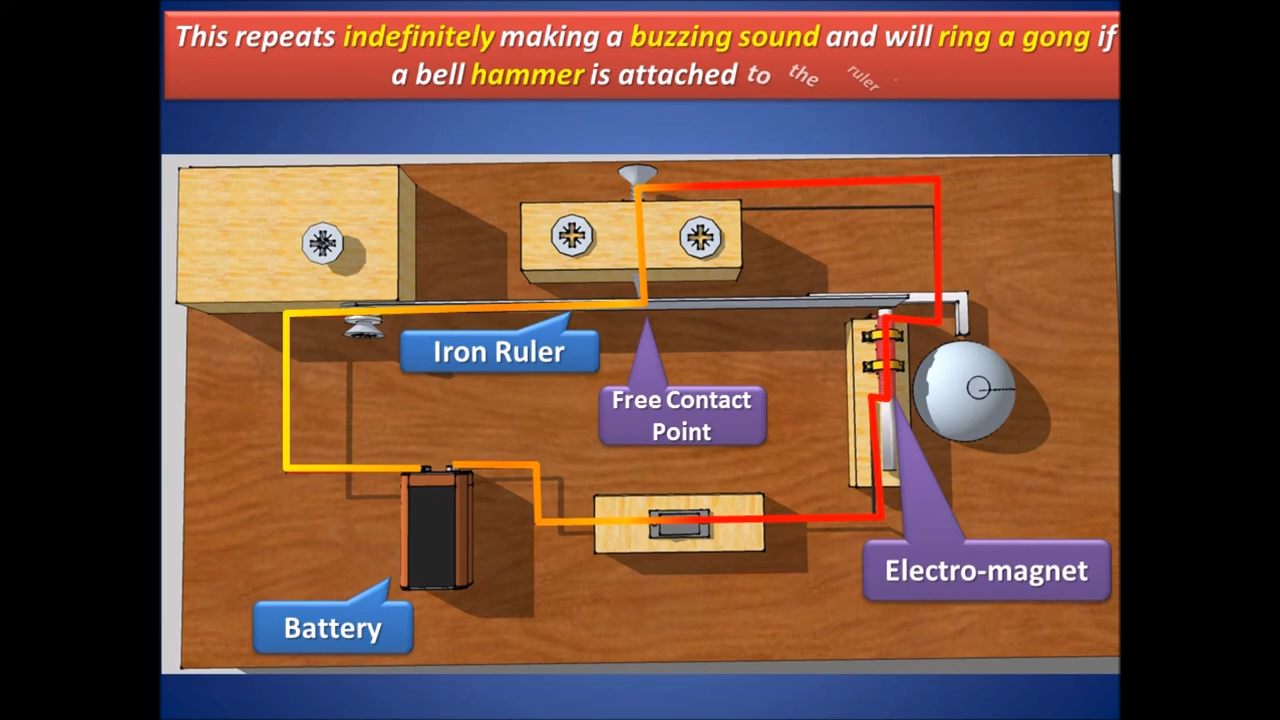 This repeats indefinitely making a buzzing sound and will ring a gong if
a bell hammer is attached to the ruler .
Iron Ruler
Free Contact
Point
Electro-magnet
Battery